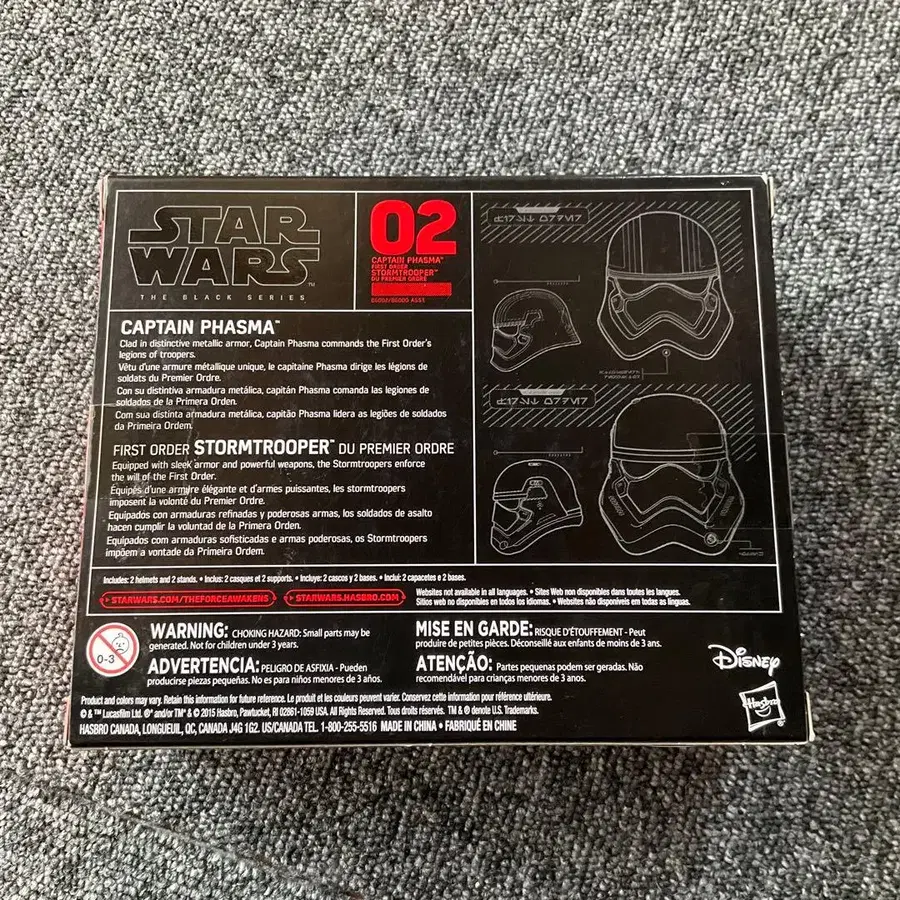 STAR
WARS™
THE BLACK SERIES
02
CAPTAIN PHASMA™
FIRST ORDER
STORMTROOPER™
DU PREMIER ORDRE
B6002/B6000 ASST.
CAPTAIN PHASMA™
Clad in distinctive metallic armor, Captain Phasma commands the First Order's
legions of troopers.
Vêtu d'une armure métallique unique, le capitaine Phasma dirige les légions de
soldats du Premier Ordre.
Con su distintiva armadura metálica, capitán Phasma comanda las legiones de
soldados de la Primera Orden.
Com sua distinta armadura metálica, capitão Phasma lidera as legiões de soldados
da Primeira Ordem.
FIRST ORDER STORMTROOPER™ DU PREMIER ORDRE
Equipped with sleek armor and powerful weapons, the Stormtroopers enforce
the will of the First Order.
Équipés d'une armure élégante et d'armes puissantes, les stormtroopers
imposent la volonté du Premier Ordre.
Equipados con armaduras refinadas y poderosas armas, los soldados de asalto
hacen cumplir la voluntad de la Primera Orden.
Equipados com armaduras sofisticadas e armas poderosas, os Stormtroopers
impõem a vontade da Primeira Ordem.
Includes: 2 helmets and 2 stands. • Inclus: 2 casques et 2 supports. • Incluye: 2 cascos y 2 bases. • Inclui: 2 capacetes e 2 bases.
STARWARS.COM/THEFORCEAWAKENS
STARWARS.HASBRO.COM
Websites not available in all languages. • Sites Web non disponibles dans toutes les langues.
Sitios web no disponibles en todos los idiomas. • Websites não disponíveis em todas as línguas.
0-3
WARNING: CHOKING HAZARD: Small parts may be
generated. Not for children under 3 years.
ADVERTENCIA: PELIGRO DE ASFIXIA - Pueden
producirse piezas pequeñas. No es para niños menores de 3 años.
MISE EN GARDE: RISQUE D'ÉTOUFFEMENT - Peut
produire de petites pièces. Déconseillé aux enfants de moins de 3 ans.
ATENÇÃO: Partes pequenas podem ser geradas. Não
recomendável para crianças menores de 3 anos.
Disney
Hasbro
Product and colors may vary. Retain this information for future reference. Le produit et les couleurs peuvent varier. Conservez cette information pour référence ultérieure.
© & ™ Lucasfilm Ltd. ®* and/or™* & © 2015 Hasbro, Pawtucket, RI 02861-1059 USA. All Rights Reserved. Tous droits réservés. TM & ® denote U.S. Trademarks.
HASBRO CANADA, LONGUEUIL, QC, CANADA J4G 1G2. US/CANADA TEL. 1-800-255-5516 MADE IN CHINA • FABRIQUÉ EN CHINE